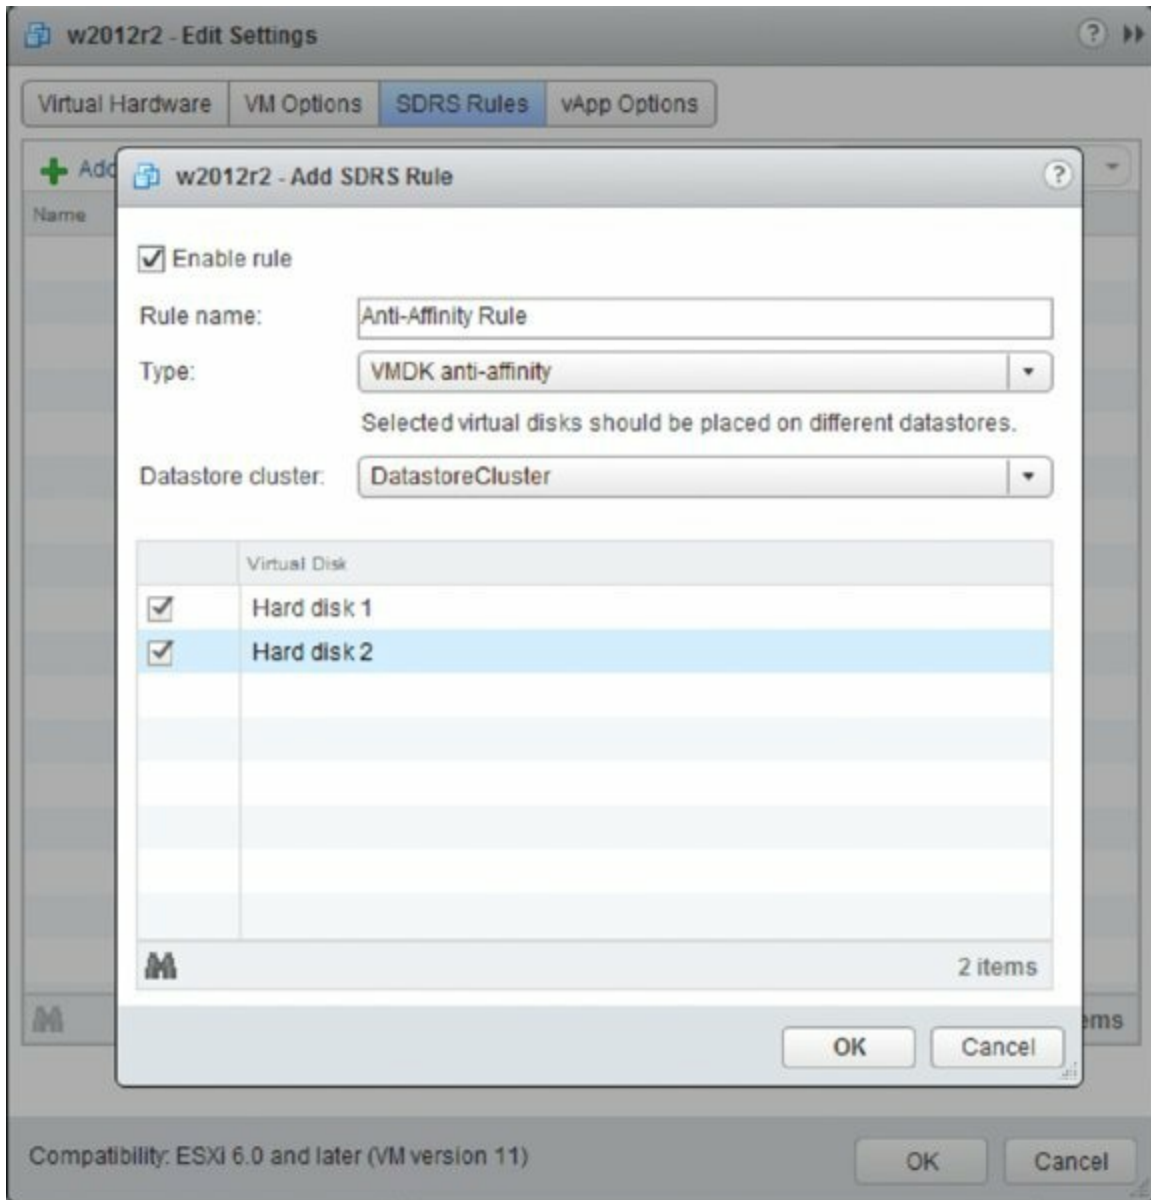 w2012r2 - Edit Settings ?
Virtual Hardware VM Options SDRS Rules vApp Options
Add
w2012r2 - Add SDRS Rule ?
Name
Enable rule
Rule name: Anti-Affinity Rule
Type: VMDK anti-affinity
Selected virtual disks should be placed on different datastores.
Datastore cluster: DatastoreCluster
Virtual Disk
Hard disk 1
Hard disk 2
2 items
ems
OK Cancel
Compatibility: ESXi 6.0 and later (VM version 11) OK Cancel